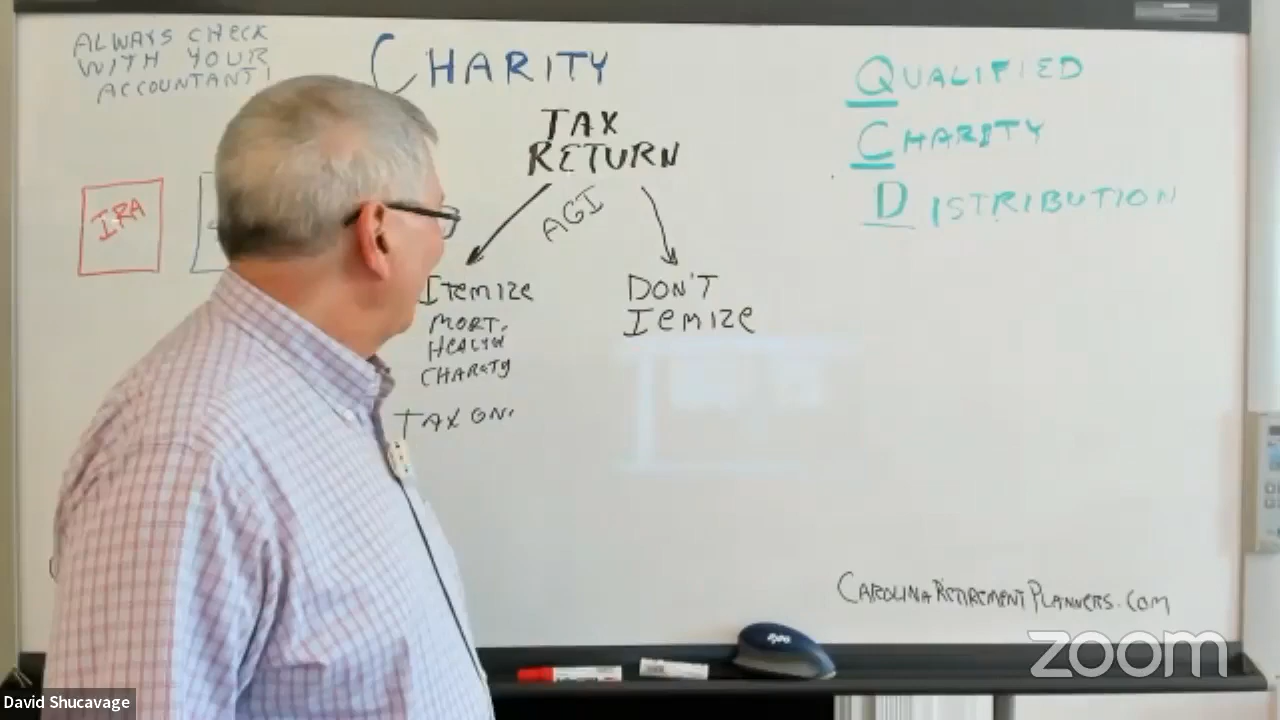 ALWAYS CHECK
WITH YOUR
ACCOUNTANT!
CHARITY
TAX
RETURN
AGI
IRA
ITEMIZE
MORT.
HEALTH
CHARITY
TAX ON.
DON'T
IEMIZE
QUALIFIED
CHARITY
DISTRIBUTION
CAROLINARETIREMENTPLANNERS.COM
zoom
David Shucavage